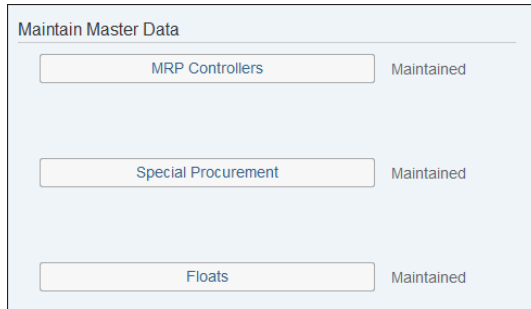 Maintain Master Data
MRP Controllers Maintained
Special Procurement Maintained
Floats Maintained